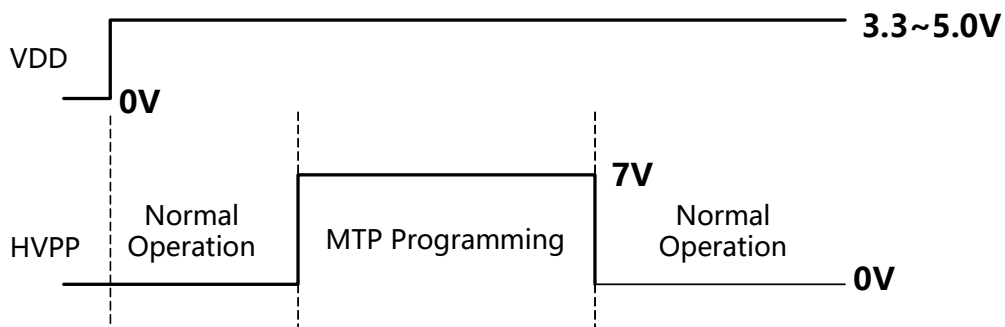 3.3~5.0V
VDD
0V
7V
Normal
Operation
MTP Programming
Normal
Operation
HVPP
0V